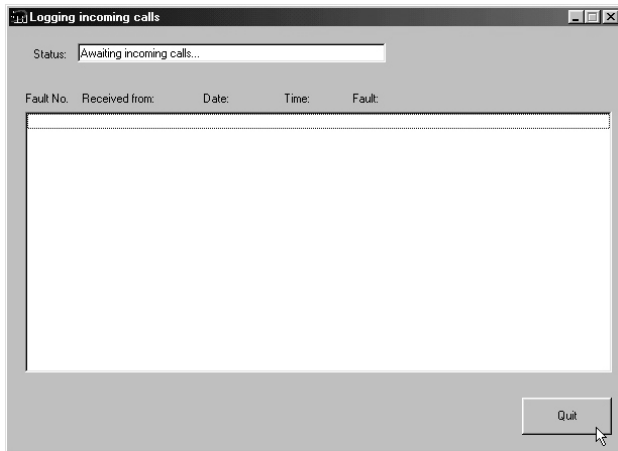 Logging incoming calls
Status: Awaiting incoming calls...
Fault No. Received from: Date: Time: Fault:
Quit